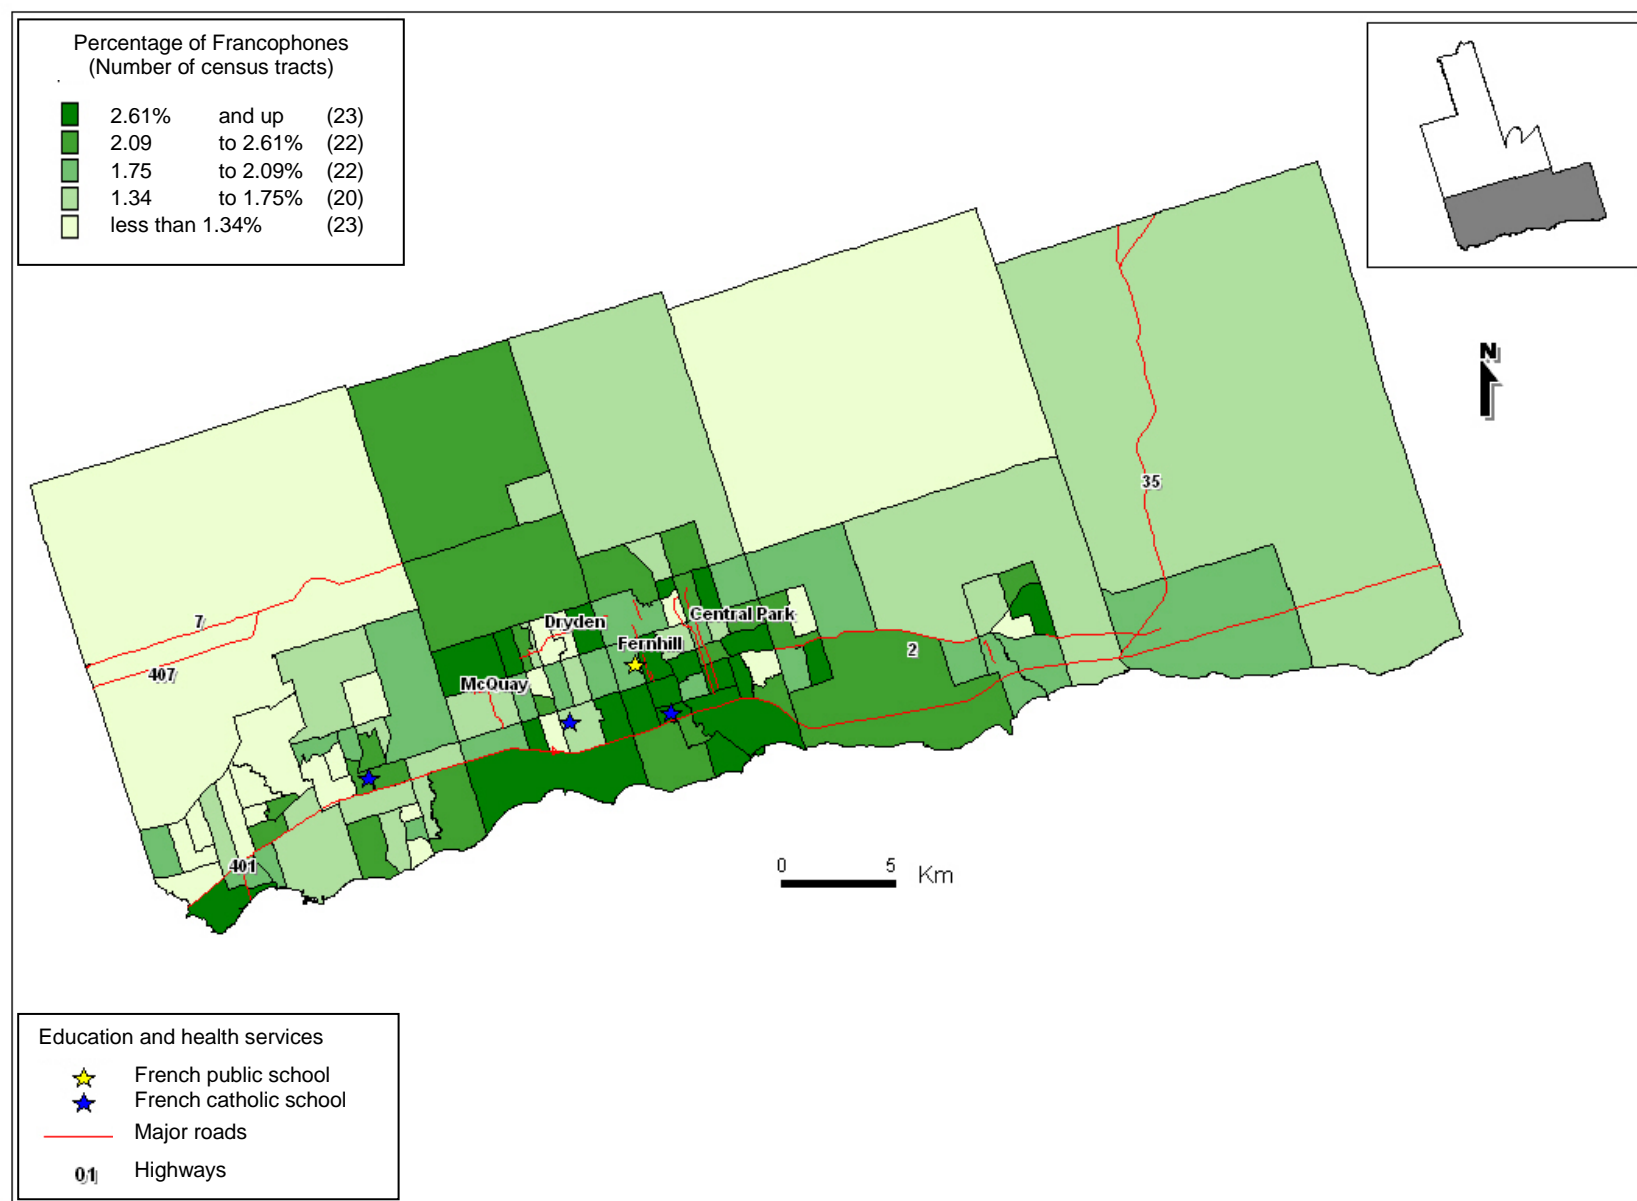 Percentage of Francophones
(Number of census tracts)
2.61% and up (23)
2.09 to 2.61% (22)
1.75 to 2.09% (22)
1.34 to 1.75% (20)
less than 1.34% (23)
N
35
7
407
Dryden
Central Park
Fernhill
2
McQuay
401
0 5 Km
Education and health services
French public school
French catholic school
Major roads
01 Highways